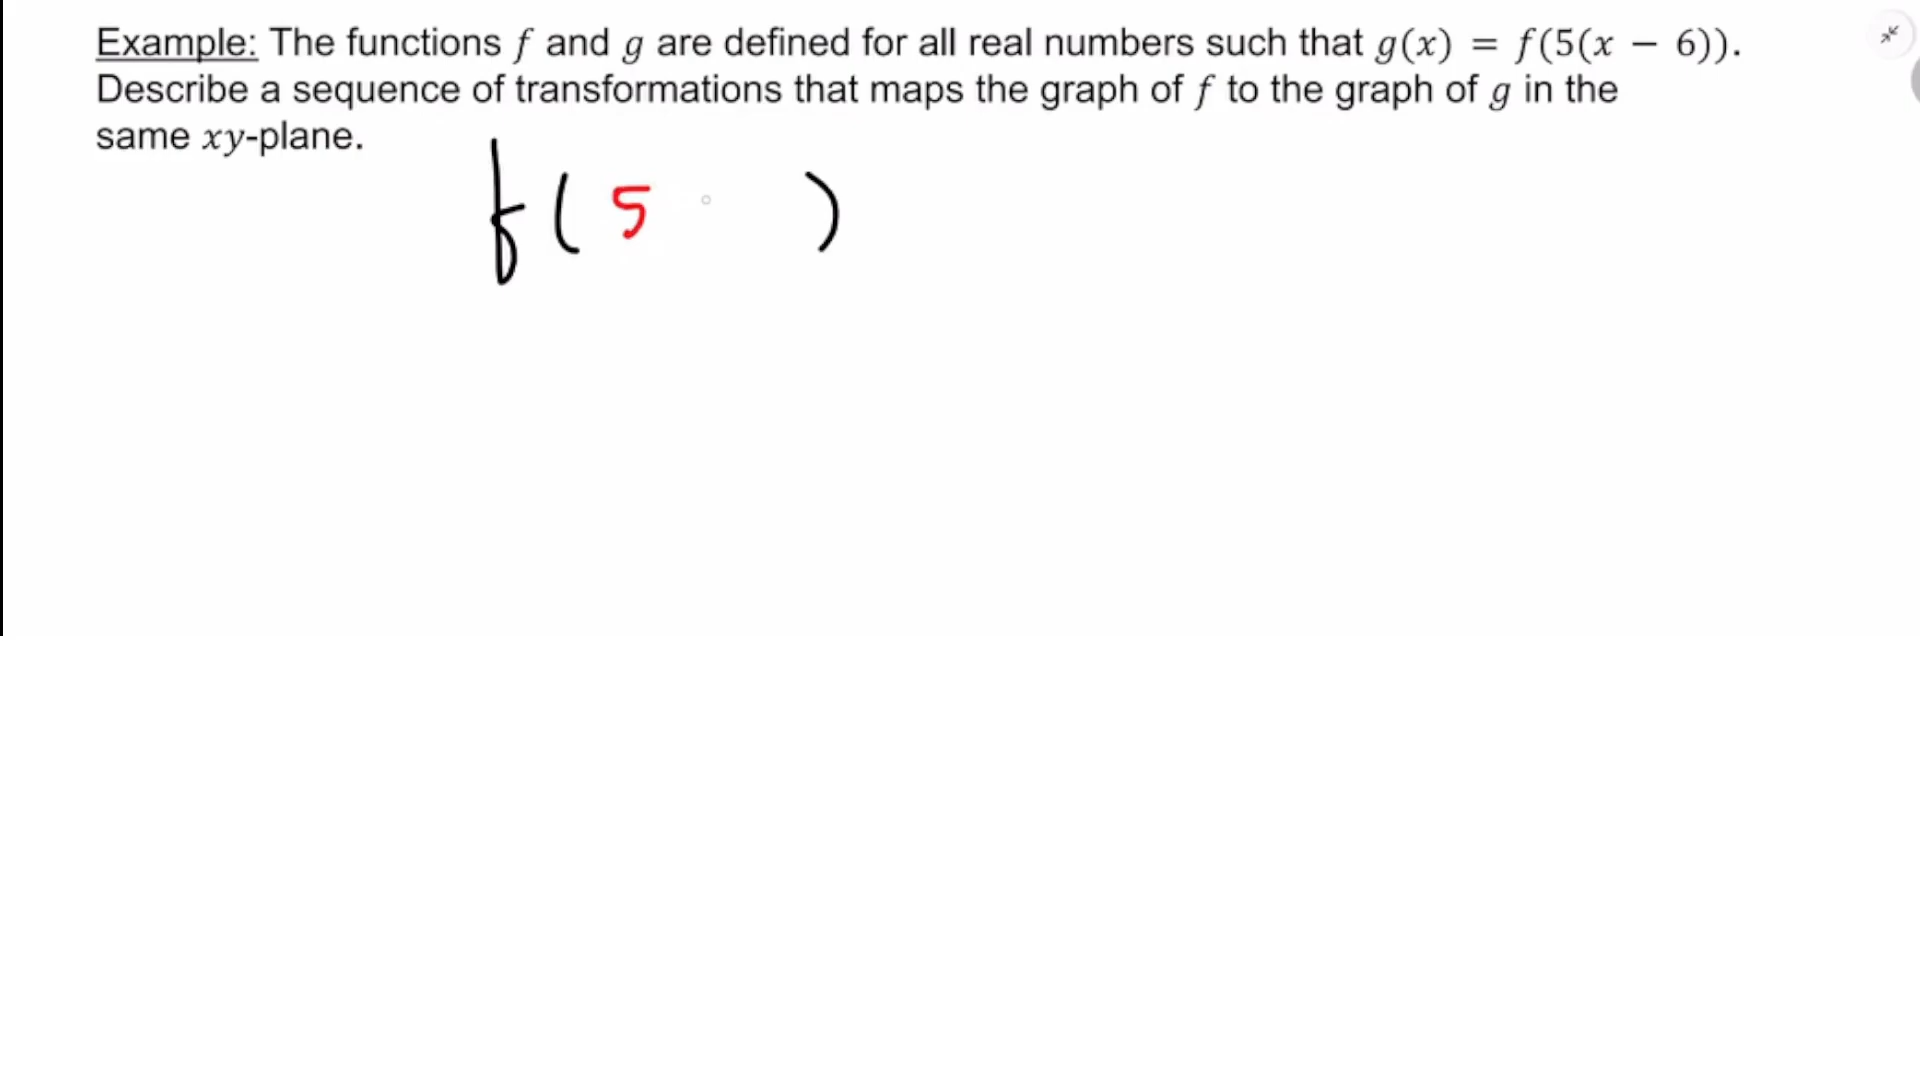 Example: The functions f and g are defined for all real numbers such that g(x) = f(5(x − 6)).
Describe a sequence of transformations that maps the graph of f to the graph of g in the
same xy-plane.
f( 5 )